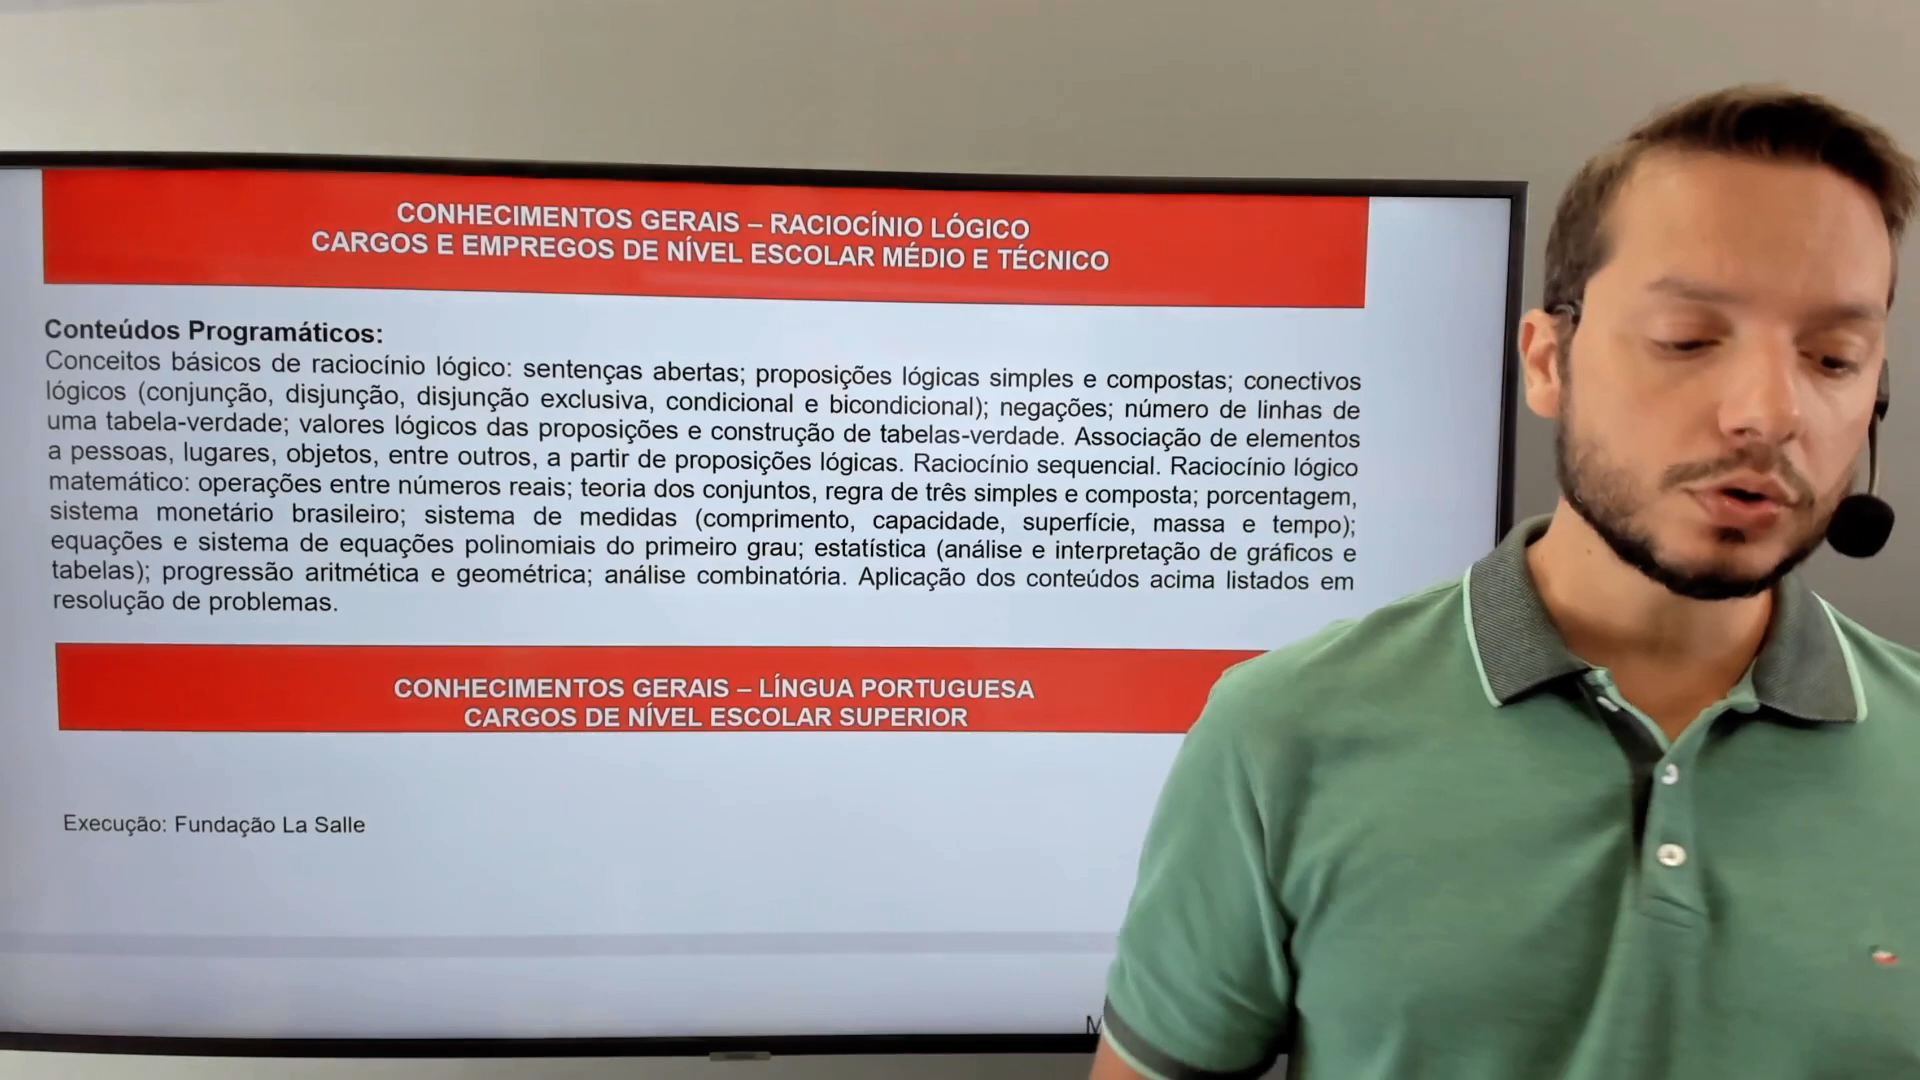 CONHECIMENTOS GERAIS – RACIOCÍNIO LÓGICO
CARGOS E EMPREGOS DE NÍVEL ESCOLAR MÉDIO E TÉCNICO
Conteúdos Programáticos:
Conceitos básicos de raciocínio lógico: sentenças abertas; proposições lógicas simples e compostas; conectivos
lógicos (conjunção, disjunção, disjunção exclusiva, condicional e bicondicional); negações; número de linhas de
uma tabela-verdade; valores lógicos das proposições e construção de tabelas-verdade. Associação de elementos
a pessoas, lugares, objetos, entre outros, a partir de proposições lógicas. Raciocínio sequencial. Raciocínio lógico
matemático: operações entre números reais; teoria dos conjuntos, regra de três simples e composta; porcentagem,
sistema monetário brasileiro; sistema de medidas (comprimento, capacidade, superfície, massa e tempo);
equações e sistema de equações polinomiais do primeiro grau; estatística (análise e interpretação de gráficos e
tabelas); progressão aritmética e geométrica; análise combinatória. Aplicação dos conteúdos acima listados em
resolução de problemas.
CONHECIMENTOS GERAIS – LÍNGUA PORTUGUESA
CARGOS DE NÍVEL ESCOLAR SUPERIOR
Execução: Fundação La Salle